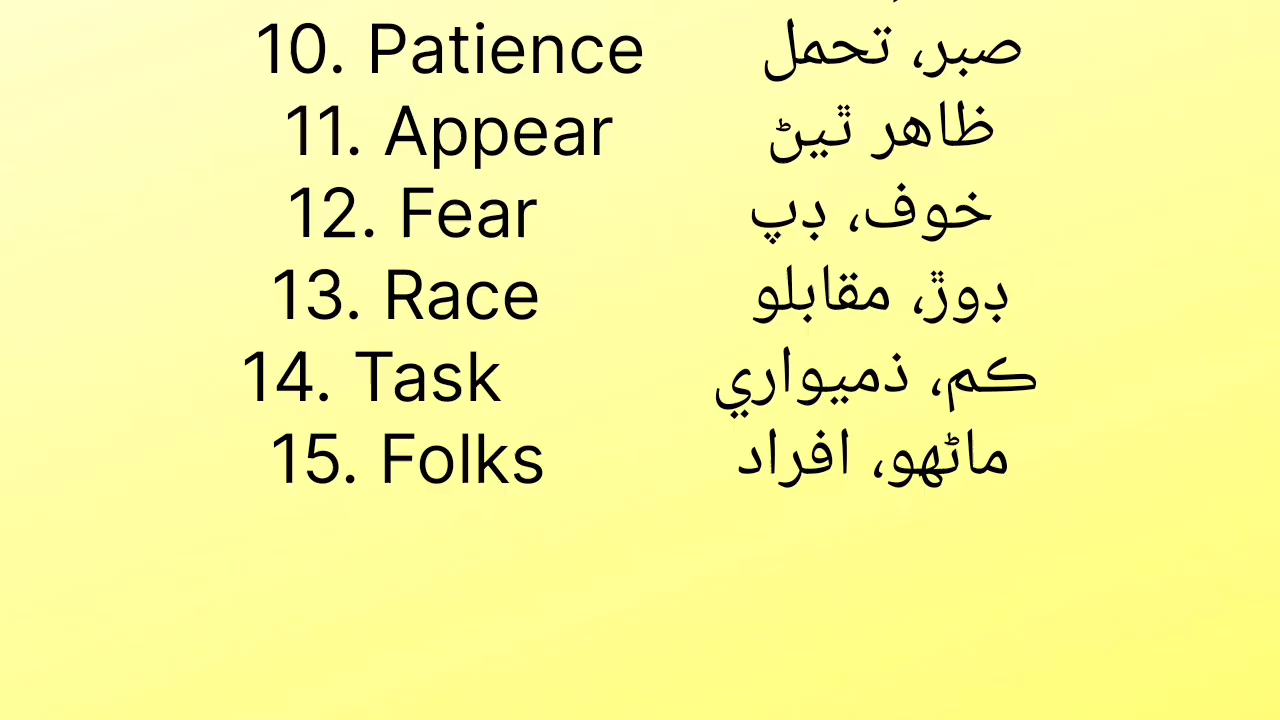 10. Patience صبر، تحمل
11. Appear ظاهر ٿيڻ
12. Fear خوف، ڊپ
13. Race ڊوڙ، مقابلو
14. Task ڪم، ذميواري
15. Folks ماڻهو، افراد